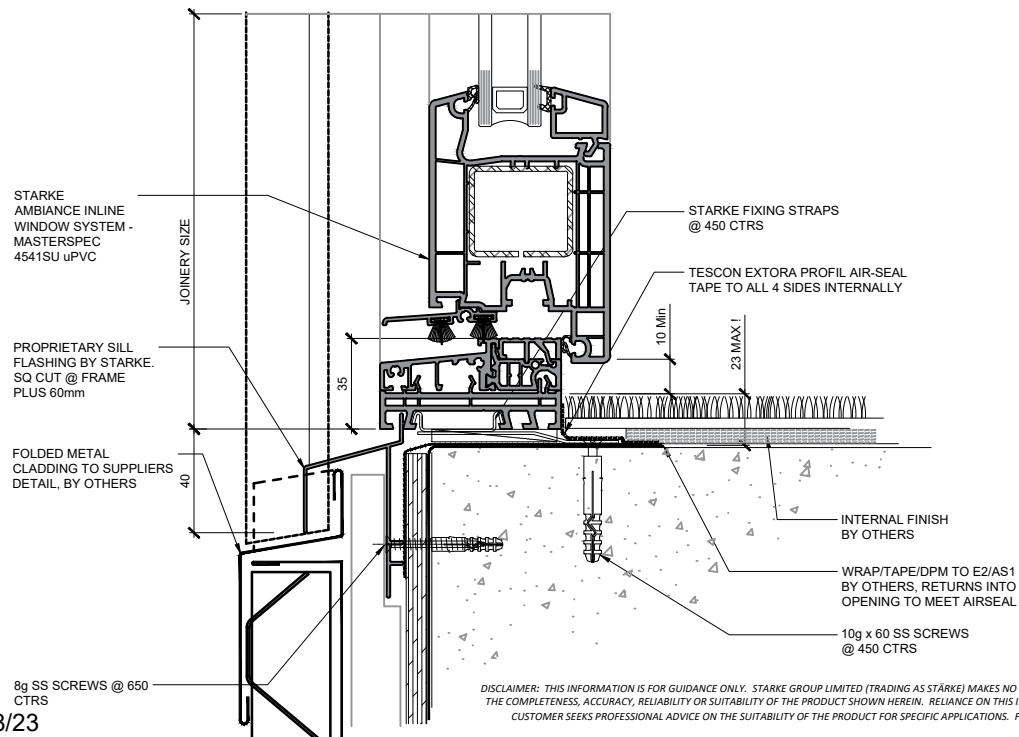 STARKE
AMBIANCE INLINE
WINDOW SYSTEM -
MASTERSPEC
4541SU uPVC
JOINERY SIZE
PROPRIETARY SILL
FLASHING BY STARKE.
SQ CUT @ FRAME
PLUS 60mm
FOLDED METAL
CLADDING TO SUPPLIERS
DETAIL, BY OTHERS
40
35
8g SS SCREWS @ 650
CTRS
3/23
STARKE FIXING STRAPS
@ 450 CTRS
TESCON EXTORA PROFIL AIR-SEAL
TAPE TO ALL 4 SIDES INTERNALLY
10 Min
23 MAX !
INTERNAL FINISH
BY OTHERS
WRAP/TAPE/DPM TO E2/AS1
BY OTHERS, RETURNS INTO
OPENING TO MEET AIRSEAL
10g x 60 SS SCREWS
@ 450 CTRS
DISCLAIMER: THIS INFORMATION IS FOR GUIDANCE ONLY. STARKE GROUP LIMITED (TRADING AS STÄRKE) MAKES NO
THE COMPLETENESS, ACCURACY, RELIABILITY OR SUITABILITY OF THE PRODUCT SHOWN HEREIN. RELIANCE ON THIS
CUSTOMER SEEKS PROFESSIONAL ADVICE ON THE SUITABILITY OF THE PRODUCT FOR SPECIFIC APPLICATIONS.